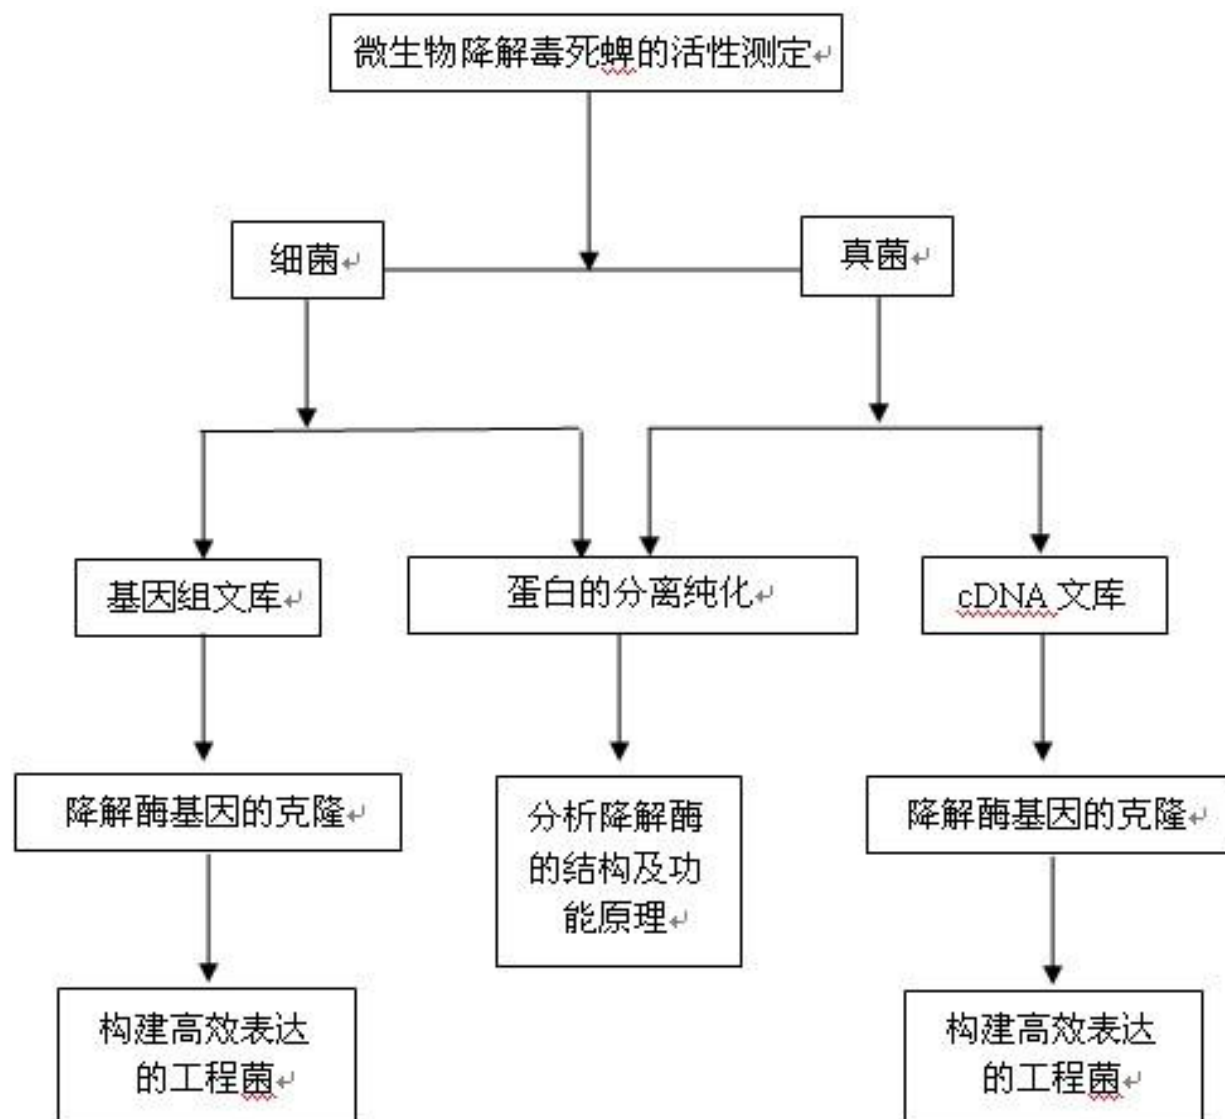 微生物降解毒死蜱的活性测定
细菌
真菌
基因组文库
蛋白的分离纯化
cDNA 文库
降解酶基因的克隆
分析降解酶
的结构及功
能原理
降解酶基因的克隆
构建高效表达
的工程菌
构建高效表达
的工程菌